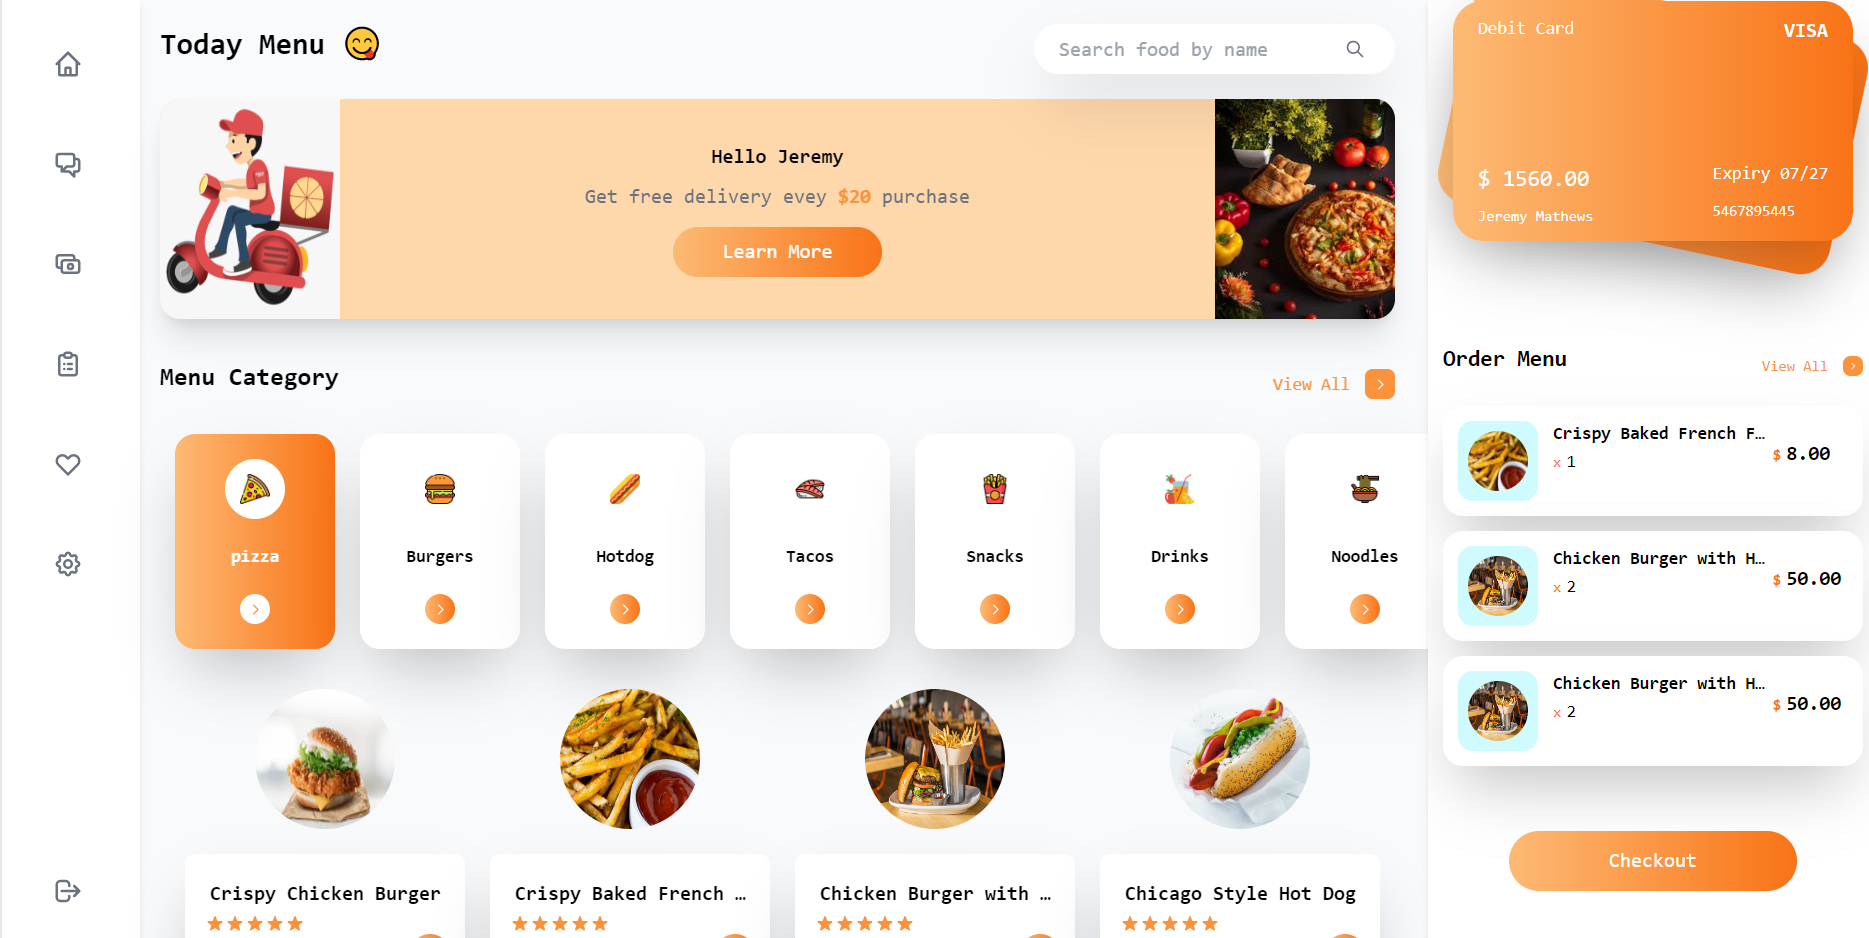 Today Menu
Search food by name
Hello Jeremy
Get free delivery evey $20 purchase
Learn More
Menu Category
View All
pizza
Burgers
Hotdog
Tacos
Snacks
Drinks
Noodles
Crispy Chicken Burger
Crispy Baked French …
Chicken Burger with …
Chicago Style Hot Dog
Debit Card
VISA
$ 1560.00
Expiry 07/27
Jeremy Mathews
5467895445
Order Menu
View All
Crispy Baked French F…
x 1
$ 8.00
Chicken Burger with H…
x 2
$ 50.00
Chicken Burger with H…
x 2
$ 50.00
Checkout